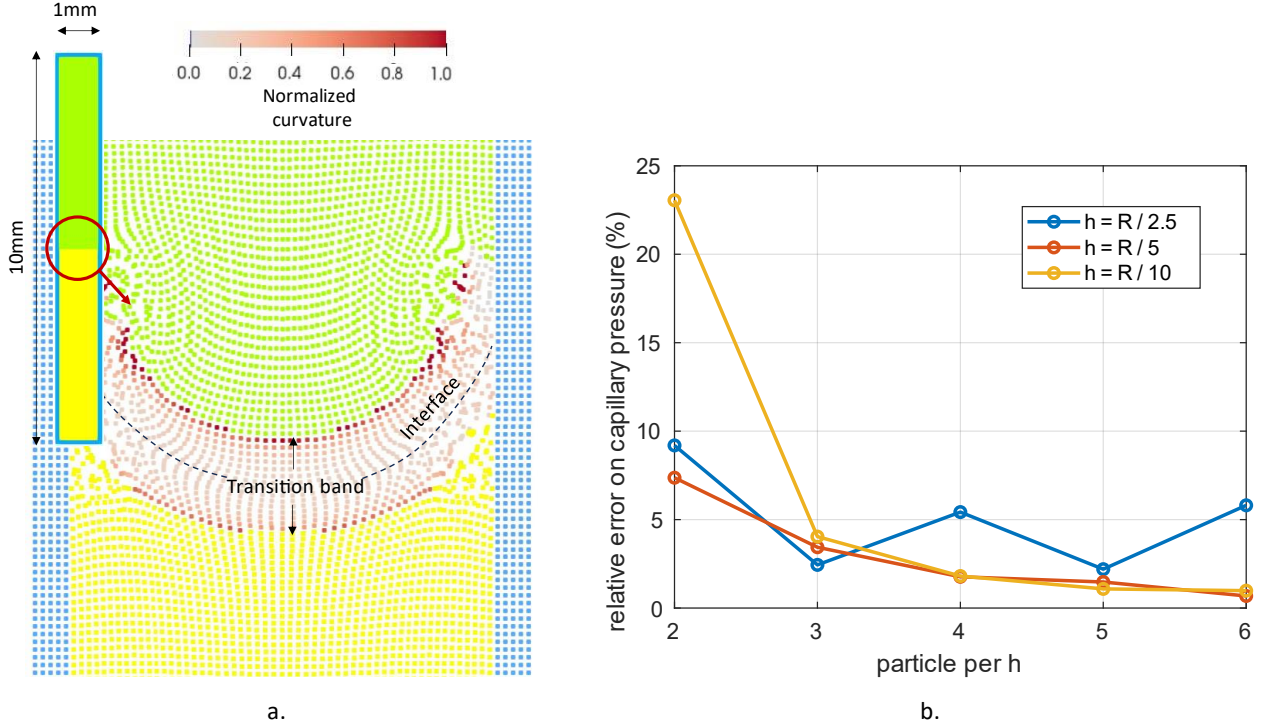 1mm
0.0 0.2 0.4 0.6 0.8 1.0
Normalized
curvature
10mm
Interface
Transition band
a.
relative error on capillary pressure (%)
25
20
15
10
5
0
2 3 4 5 6
particle per h
h = R / 2.5
h = R / 5
h = R / 10
b.